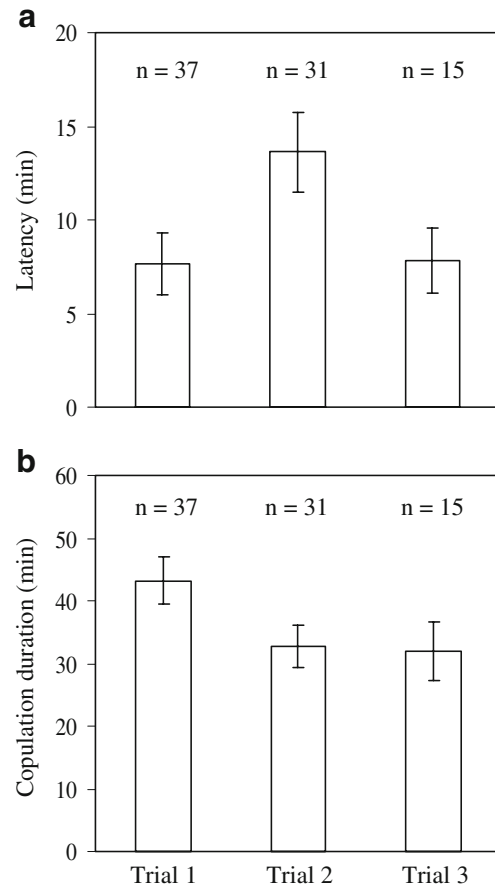 a
20
n = 37 n = 31 n = 15
15
Latency (min)
10
5
0
b
60
n = 37 n = 31 n = 15
50
40
Copulation duration (min)
30
20
10
0
Trial 1 Trial 2 Trial 3